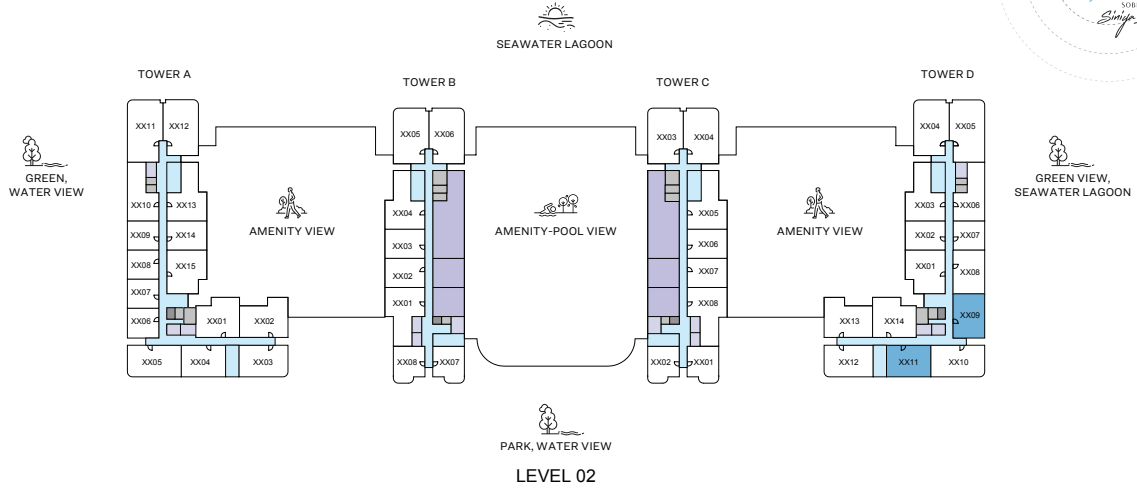 SOB
Siniya
SEAWATER LAGOON
TOWER A
TOWER B
TOWER C
TOWER D
XX11 XX12
XX05 XX06
XX03 XX04
XX04 XX05
GREEN,
WATER VIEW
GREEN VIEW,
SEAWATER LAGOON
XX10 XX13
XX09 XX14
XX08 XX15
XX07
XX06 XX01 XX02
XX05 XX04 XX03
AMENITY VIEW
XX04
XX03
XX02
XX01
XX08 XX07
AMENITY-POOL VIEW
XX05
XX06
XX07
XX08
XX02 XX01
AMENITY VIEW
XX03 XX06
XX02 XX07
XX01 XX08
XX09
XX13 XX14
XX12 XX11 XX10
PARK, WATER VIEW
LEVEL 02